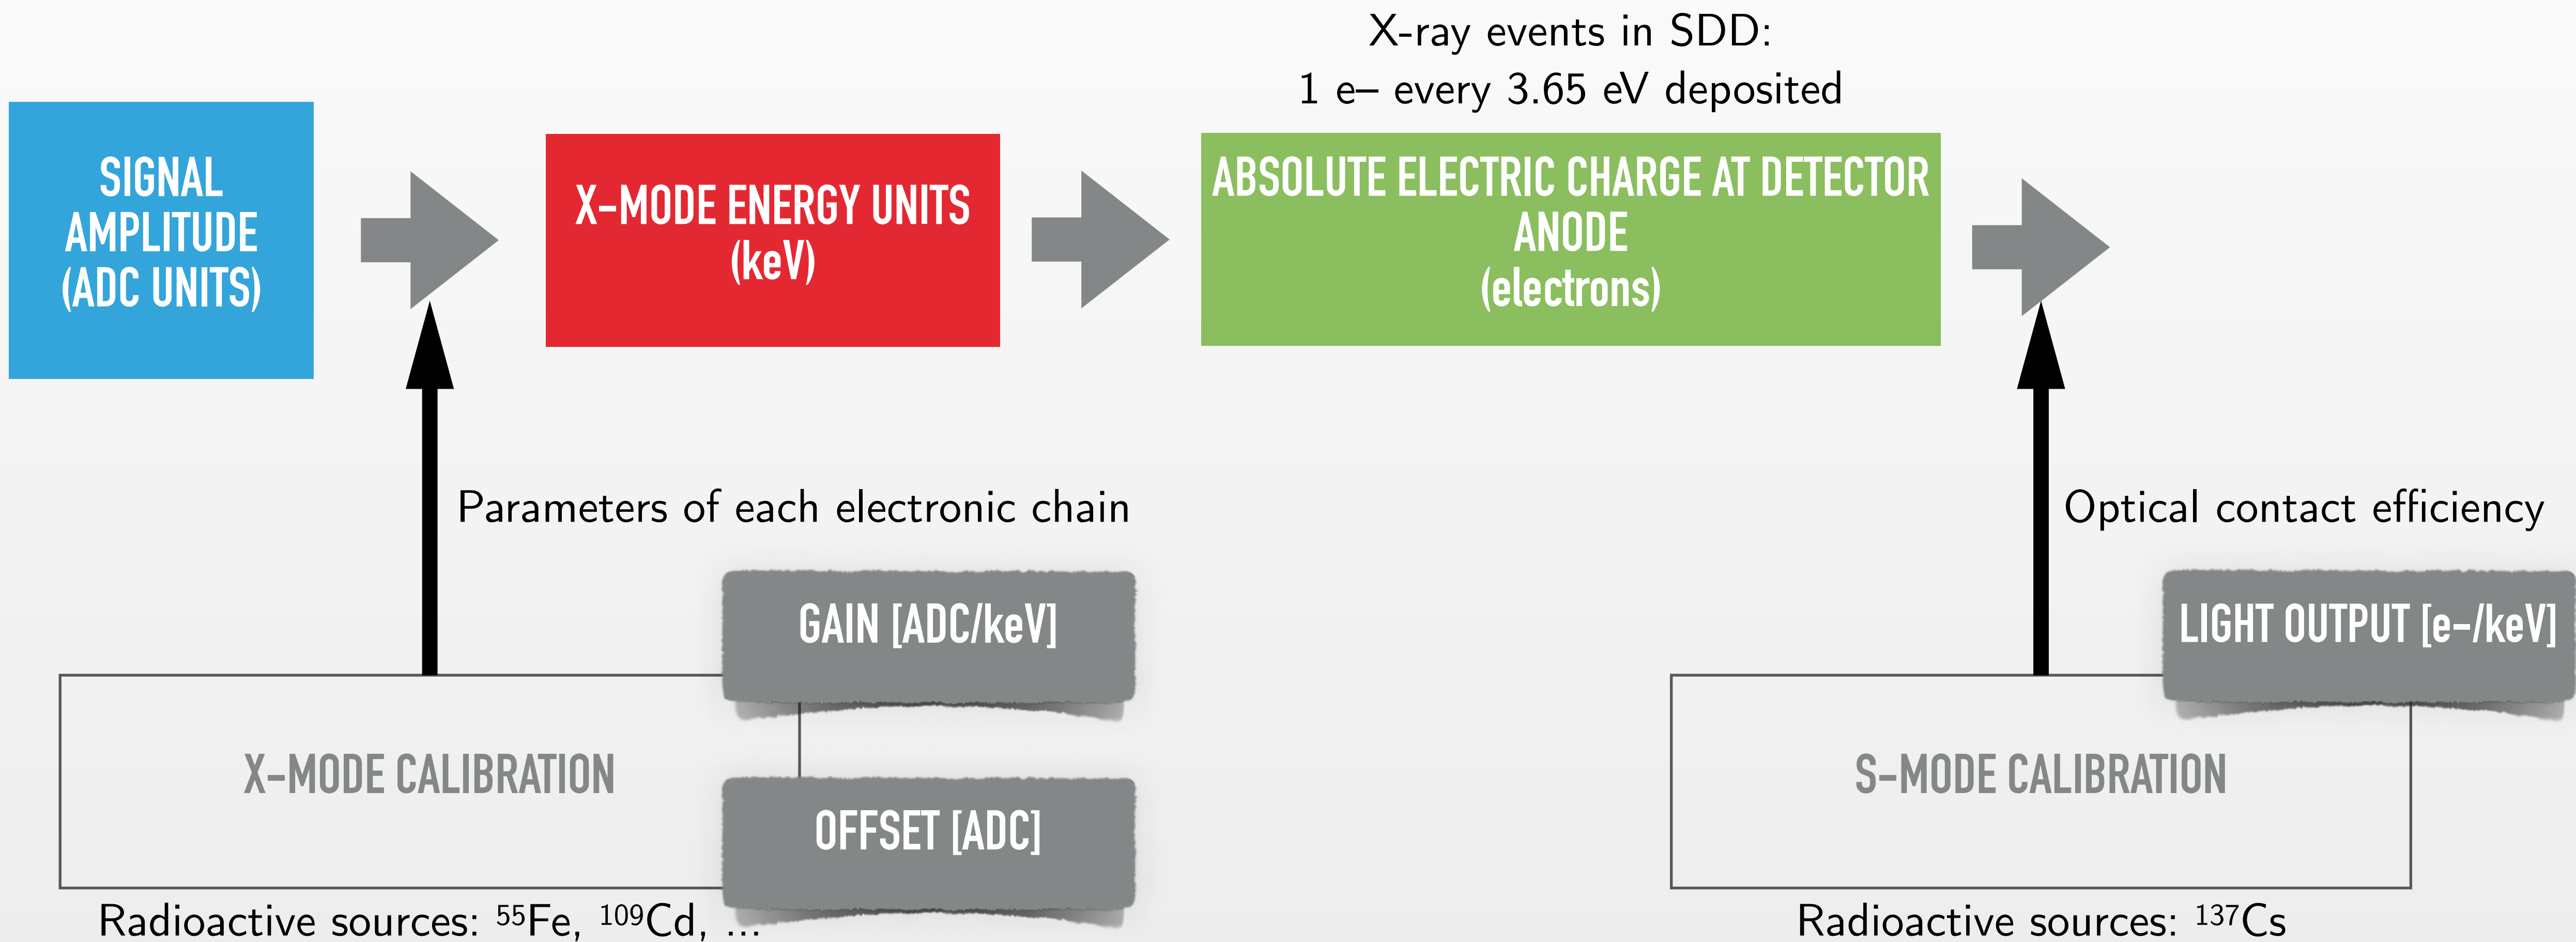 X-ray events in SDD:
1 e– every 3.65 eV deposited
SIGNAL
AMPLITUDE
(ADC UNITS)
X-MODE ENERGY UNITS
(keV)
ABSOLUTE ELECTRIC CHARGE AT DETECTOR
ANODE
(electrons)
Parameters of each electronic chain
GAIN [ADC/keV]
X-MODE CALIBRATION
OFFSET [ADC]
Radioactive sources: ⁵⁵Fe, ¹⁰⁹Cd, ...
Optical contact efficiency
LIGHT OUTPUT [e-/keV]
S-MODE CALIBRATION
Radioactive sources: ¹³⁷Cs